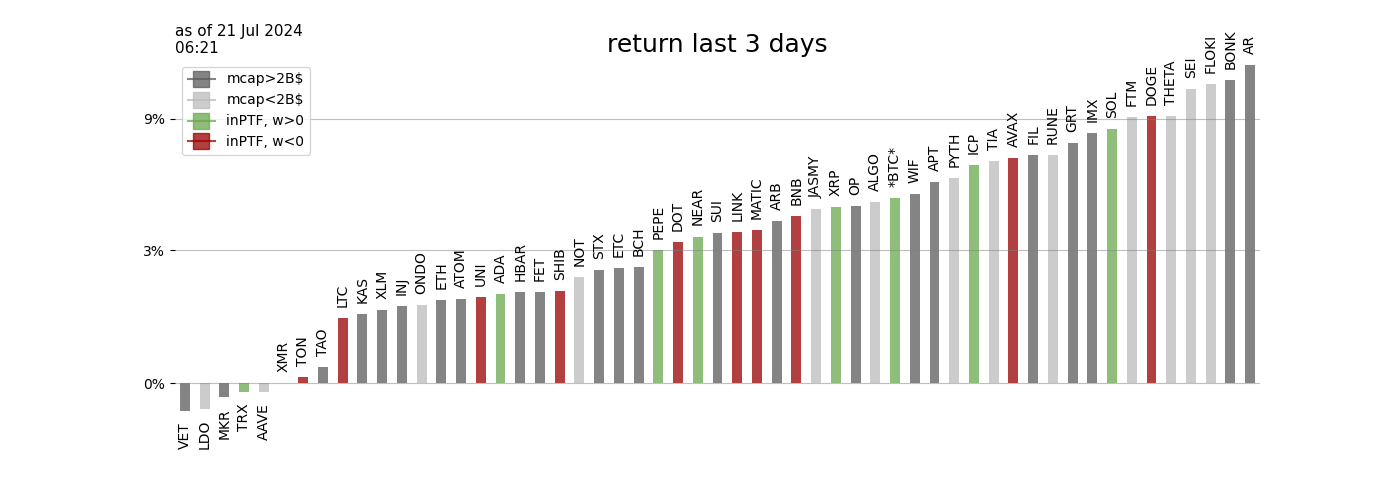 as of 21 Jul 2024
06:21
return last 3 days
mcap>2B$
mcap<2B$
inPTF, w>0
inPTF, w<0
9%
3%
0%
VET
LDO
MKR
TRX
AAVE
XMR
TON
TAO
LTC
KAS
XLM
INJ
ONDO
ETH
ATOM
UNI
ADA
HBAR
FET
SHIB
NOT
STX
ETC
BCH
PEPE
DOT
NEAR
SUI
LINK
MATIC
ARB
BNB
JASMY
XRP
OP
ALGO
*BTC*
WIF
APT
PYTH
ICP
TIA
AVAX
FIL
RUNE
GRT
IMX
SOL
FTM
DOGE
THETA
SEI
FLOKI
BONK
AR